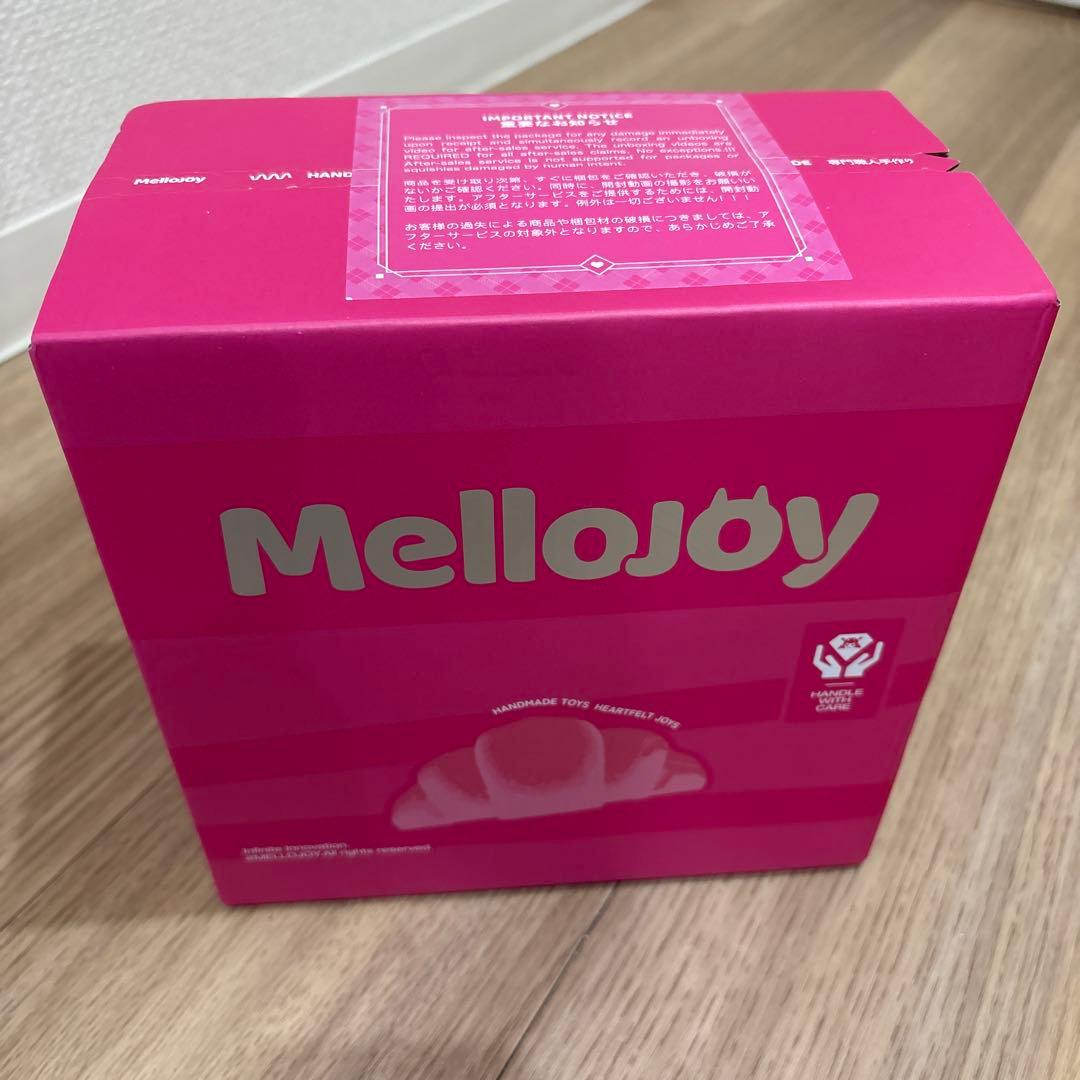 IMPORTANT NOTICE
重要なお知らせ
Please inspect the package for any damage immediately
upon receipt and simultaneously record an unboxing
video for after-sales service. The unboxing videos are
REQUIRED for all after-sales claims. No exceptions.!!!
After-sales service is not supported for packages or
squishies damaged by human intent.
商品を受け取り次第、すぐに梱包をご確認いただき、破損が
ないかご確認ください。同時に、開封動画の撮影をお願いい
たします。アフターサービスをご提供するためには、開封動
画の提出が必須となります。例外は一切ございません!!!
お客様の過失による商品や梱包材の破損につきましては、ア
フターサービスの対象外となりますので、あらかじめご了承
ください。
MelloJoy
HAND
DE 専門職人手作り
MelloJoy
HANDLE
WITH
CARE
HANDMADE TOYS HEARTFELT JOYS
Infinite Innovation
©MELLOJOY.All rights reserved